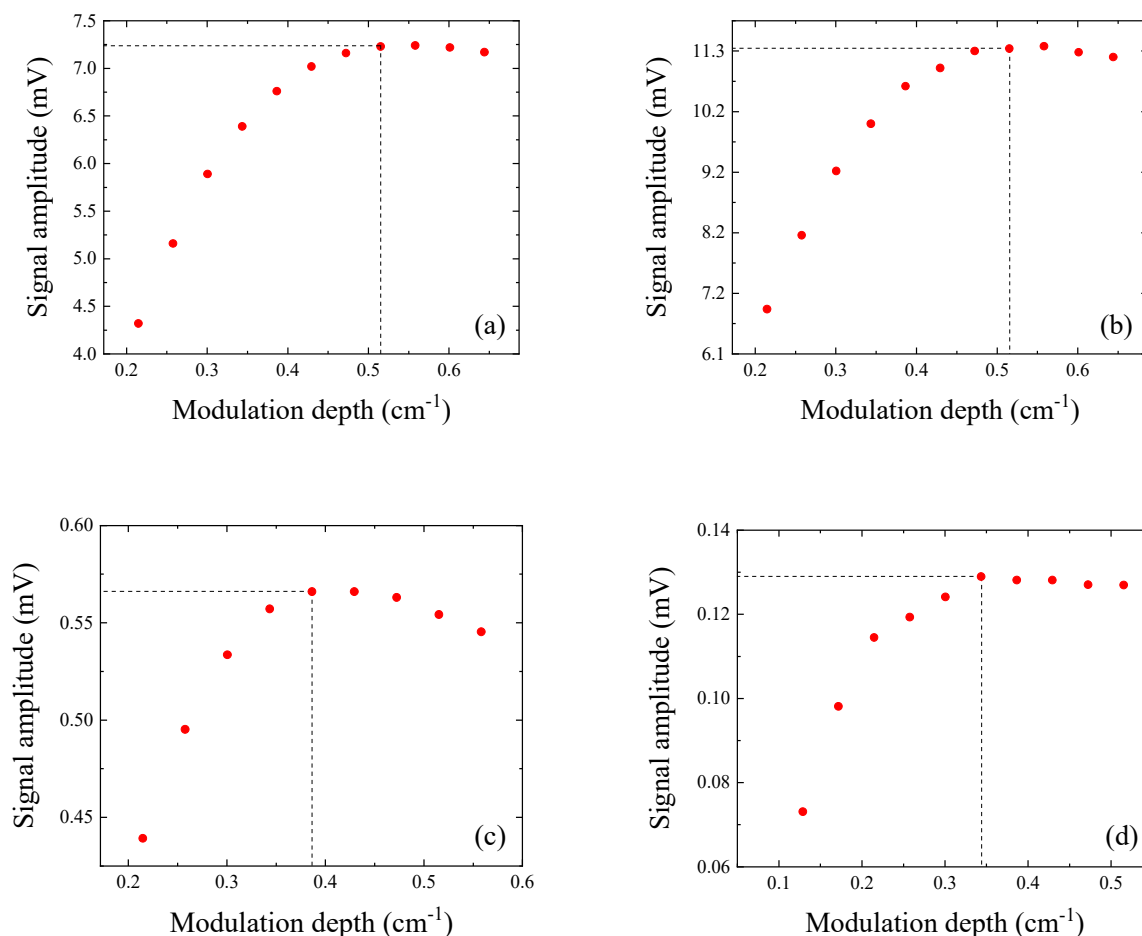 7.5
7.0
6.5
6.0
5.5
5.0
4.5
4.0
Signal amplitude (mV)
(a)
0.2 0.3 0.4 0.5 0.6
Modulation depth (cm⁻¹)
11.3
10.2
9.2
8.2
7.2
6.1
Signal amplitude (mV)
(b)
0.2 0.3 0.4 0.5 0.6
Modulation depth (cm⁻¹)
0.60
0.55
0.50
0.45
Signal amplitude (mV)
(c)
0.2 0.3 0.4 0.5 0.6
Modulation depth (cm⁻¹)
0.14
0.12
0.10
0.08
0.06
Signal amplitude (mV)
(d)
0.1 0.2 0.3 0.4 0.5
Modulation depth (cm⁻¹)